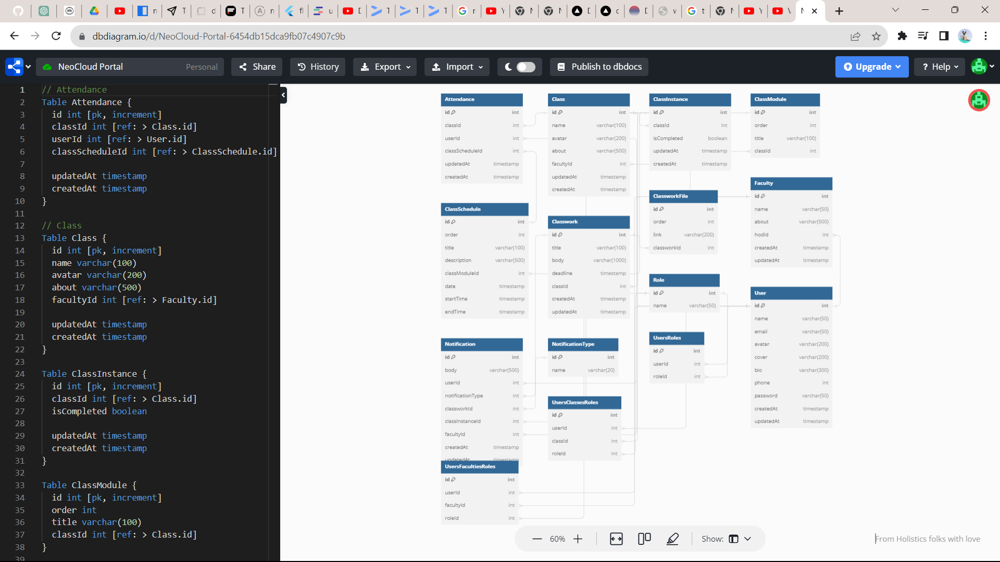 n
T
d
T
n
fl
u
D
T
T
T
r
Y
N
N
D
c
D
v
t
N
Y
V
N
dbdiagram.io/d/NeoCloud-Portal-6454db15dca9fb07c4907c9b
NeoCloud Portal Personal Share History Export Import Publish to dbdocs Upgrade ? Help
1 // Attendance
2 Table Attendance {
3 id int [pk, increment]
4 classId int [ref: > Class.id]
5 userId int [ref: > User.id]
6 classScheduleId int [ref: > ClassSchedule.id]
7
8 updatedAt timestamp
9 createdAt timestamp
10 }
11
12 // Class
13 Table Class {
14 id int [pk, increment]
15 name varchar(100)
16 avatar varchar(200)
17 about varchar(500)
18 facultyId int [ref: > Faculty.id]
19
20 updatedAt timestamp
21 createdAt timestamp
22 }
23
24 Table ClassInstance {
25 id int [pk, increment]
26 classId int [ref: > Class.id]
27 isCompleted boolean
28
29 updatedAt timestamp
30 createdAt timestamp
31 }
32
33 Table ClassModule {
34 id int [pk, increment]
35 order int
36 title varchar(100)
37 classId int [ref: > Class.id]
38 }
39
Attendance
id int
classId int
userId int
classScheduleId int
updatedAt timestamp
createdAt timestamp
Class
id int
name varchar(100)
avatar varchar(200)
about varchar(500)
facultyId int
updatedAt timestamp
createdAt timestamp
ClassInstance
id int
classId int
isCompleted boolean
updatedAt timestamp
createdAt timestamp
ClassModule
id int
order int
title varchar(100)
classId int
ClassSchedule
id int
order int
title varchar(100)
description varchar(500)
classModuleId int
date timestamp
startTime timestamp
endTime timestamp
Classwork
id int
title varchar(100)
body varchar(1000)
deadline timestamp
classId int
createdAt timestamp
updatedAt timestamp
ClassworkFile
id int
order int
link varchar(200)
classworkId int
Faculty
id int
name varchar(50)
about varchar(500)
hodId int
createdAt timestamp
updatedAt timestamp
Role
id int
name varchar(50)
User
id int
name varchar(50)
email varchar(50)
avatar varchar(200)
cover varchar(200)
bio varchar(300)
phone int
password varchar(50)
createdAt timestamp
updatedAt timestamp
Notification
id int
body varchar(500)
userId int
notificationType int
classworkId int
classInstanceId int
facultyId int
createdAt timestamp
updatedAt timestamp
NotificationType
id int
name varchar(20)
UsersRoles
id int
userId int
roleId int
UsersClassesRoles
id int
userId int
classId int
roleId int
UsersFacultiesRoles
id int
userId int
facultyId int
roleId int
60% Show:
From Holistics folks with love